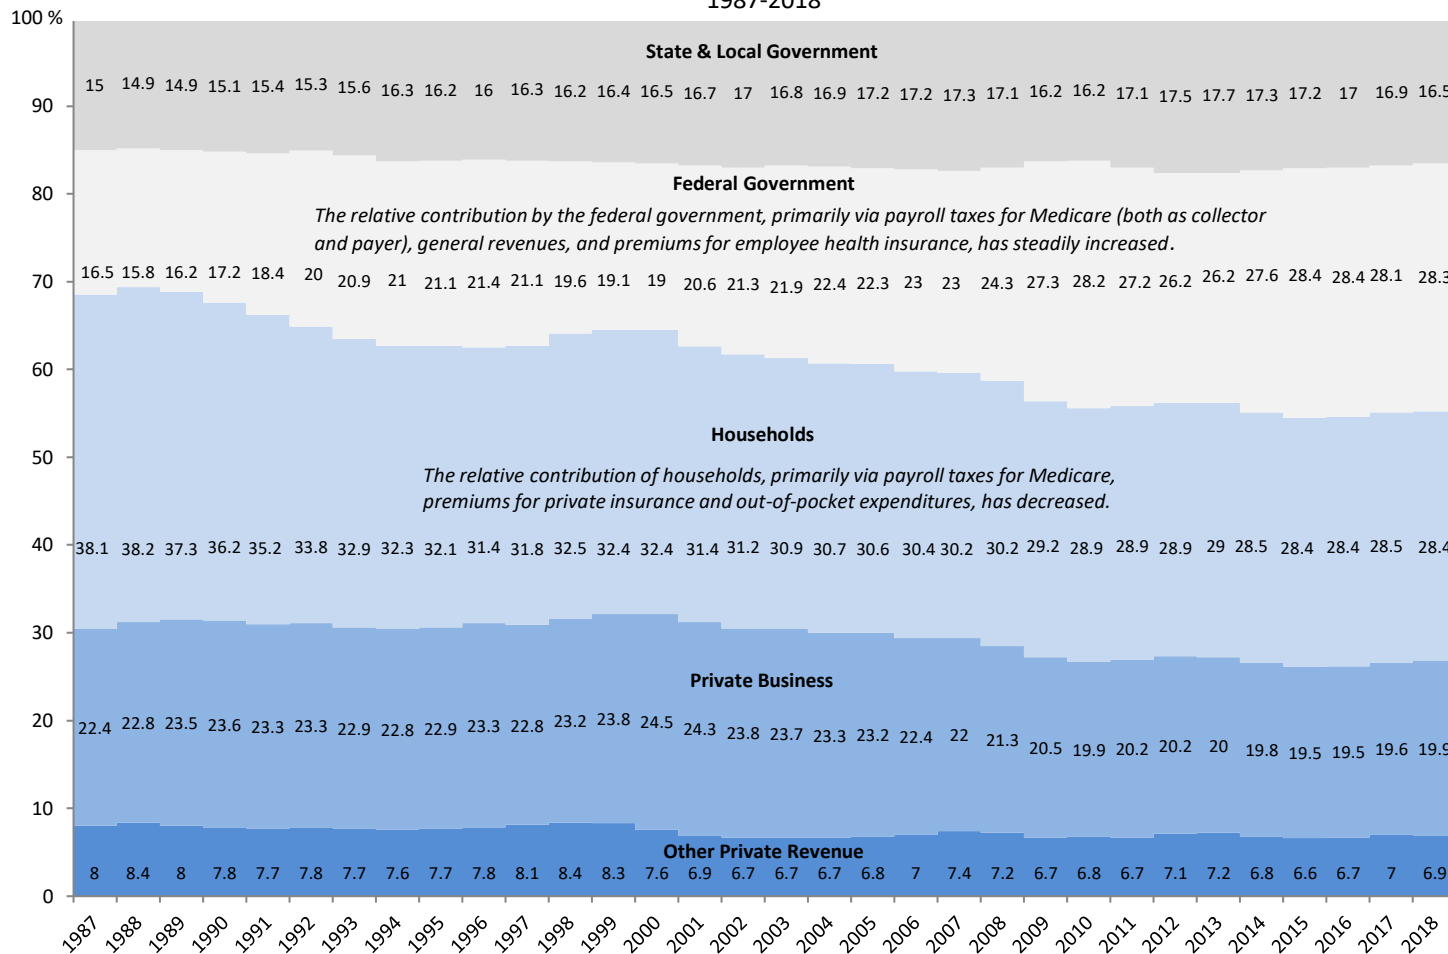 1987-2018
100 %
State & Local Government
15 14.9 14.9 15.1 15.4 15.3 15.6 16.3 16.2 16 16.3 16.2 16.4 16.5 16.7 17 16.8 16.9 17.2 17.2 17.3 17.1 16.2 16.2 17.1 17.5 17.7 17.3 17.2 17 16.9 16.5
90
80
Federal Government
The relative contribution by the federal government, primarily via payroll taxes for Medicare (both as collector
and payer), general revenues, and premiums for employee health insurance, has steadily increased.
70
16.5 15.8 16.2 17.2 18.4 20 20.9 21 21.1 21.4 21.1 19.6 19.1 19 20.6 21.3 21.9 22.4 22.3 23 23 24.3 27.3 28.2 27.2 26.2 26.2 27.6 28.4 28.4 28.1 28.3
60
Households
50
The relative contribution of households, primarily via payroll taxes for Medicare,
premiums for private insurance and out-of-pocket expenditures, has decreased.
40
38.1 38.2 37.3 36.2 35.2 33.8 32.9 32.3 32.1 31.4 31.8 32.5 32.4 32.4 31.4 31.2 30.9 30.7 30.6 30.4 30.2 30.2 29.2 28.9 28.9 28.9 29 28.5 28.4 28.4 28.5 28.4
30
Private Business
20
22.4 22.8 23.5 23.6 23.3 23.3 22.9 22.8 22.9 23.3 22.8 23.2 23.8 24.5 24.3 23.8 23.7 23.3 23.2 22.4 22 21.3 20.5 19.9 20.2 20.2 20 19.8 19.5 19.5 19.6 19.9
10
Other Private Revenue
8 8.4 8 7.8 7.7 7.8 7.7 7.6 7.7 7.8 8.1 8.4 8.3 7.6 6.9 6.7 6.7 6.7 6.8 7 7.4 7.2 6.7 6.8 6.7 7.1 7.2 6.8 6.6 6.7 7 6.9
0
1987 1988 1989 1990 1991 1992 1993 1994 1995 1996 1997 1998 1999 2000 2001 2002 2003 2004 2005 2006 2007 2008 2009 2010 2011 2012 2013 2014 2015 2016 2017 2018